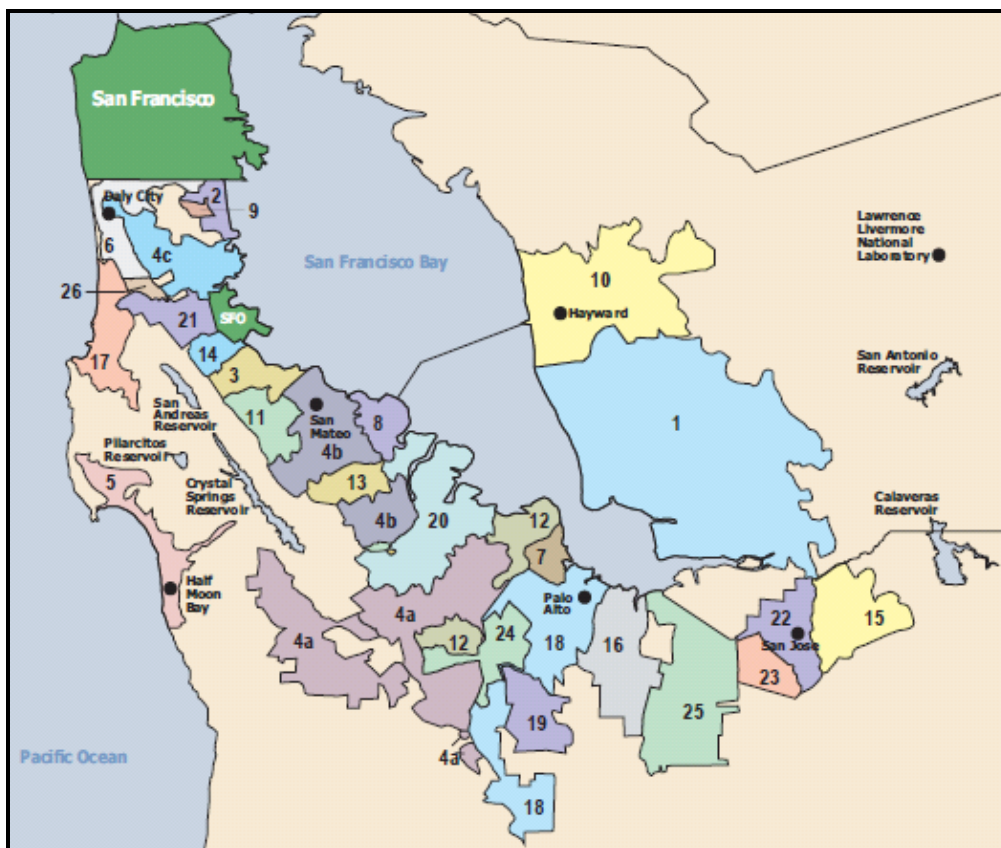 San Francisco
Daly City
2
9
6
4c
Lawrence
Livermore
National
Laboratory
San Francisco Bay
10
26
Hayward
21
SFO
14
17
3
San Antonio
Reservoir
San
Andreas
Reservoir
11
San
Mateo
8
1
4b
Pilarcitos
Reservoir
5
13
Crystal
Springs
Reservoir
4b
20
12
Calaveras
Reservoir
7
Half
Moon
Bay
Palo
Alto
4a
4a
12
24
18
16
22
San Jose
15
23
19
25
4a
Pacific Ocean
18